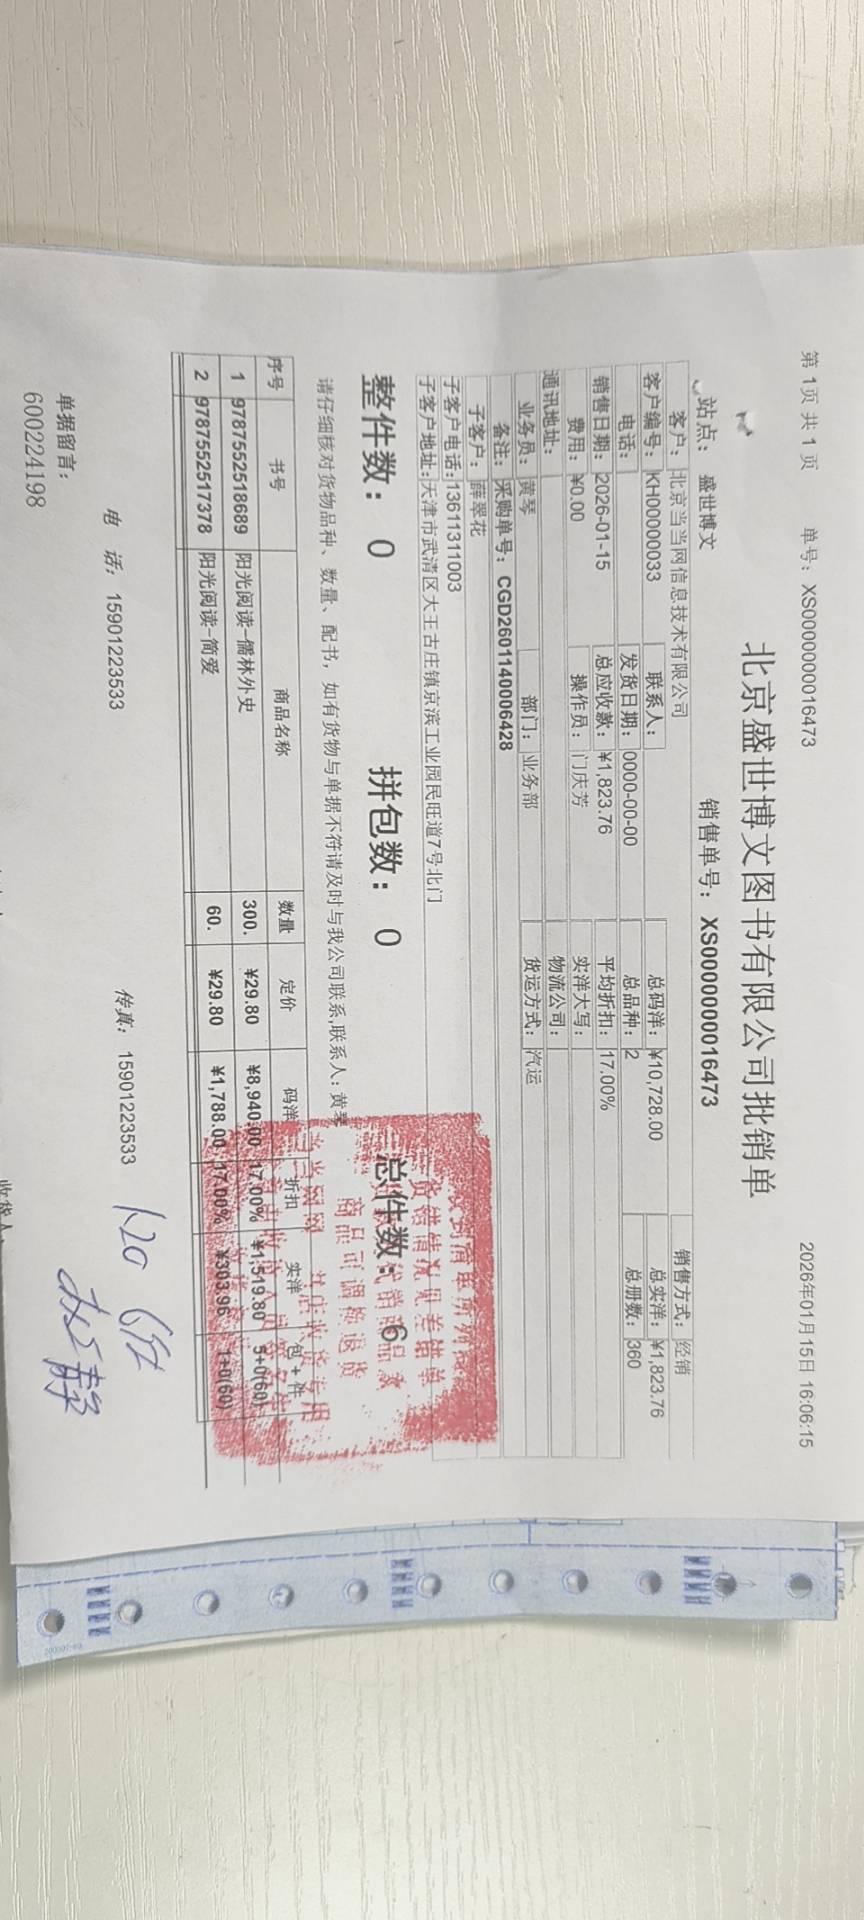 第 1页 共 1 页 单号：XS0000000016473 2026年01月15日 16:06:15
北京盛世博文图书有限公司批销单
站点： 盛世博文 销售单号：XS0000000016473
客户：北京当当网信息技术有限公司 销售方式：经销
客户编号：KH00000033 联系人： 总码洋：¥10,728.00 总实洋：¥1,823.76
电话： 发货日期：0000-00-00 总品种：2 总册数：360
销售日期：2026-01-15 总应收款：¥1,823.76 平均折扣：17.00%
费用：¥0.00 操作员：门庆芳 实洋大写：
通讯地址： 物流公司：
业务员：黄琴 部门：业务部 货运方式：汽运
备注：采购单号：CGD2601140006428
子客户：薛翠花
子客户电话：13611311003
子客户地址：天津市武清区大王古庄镇京滨工业园民旺道7号北门
整件数：0 拼包数：0 总件数：6
请仔细核对货物品种、数量、配书，如有货物与单据不符请及时与我公司联系,联系人：黄琴
序号 书号 商品名称 数量 定价 码洋 折扣 实洋 包+件
1 9787552518689 阳光阅读-儒林外史 300. ¥29.80 ¥8,940.00 17.00% ¥1,519.80 5+0(60)
2 9787552517378 阳光阅读-简爱 60. ¥29.80 ¥1,788.00 17.00% ¥303.96 1+0(60)
商品可调换退货
电 话：15901223533 传真：15901223533
单据留言：
600224198
1.20
收货人